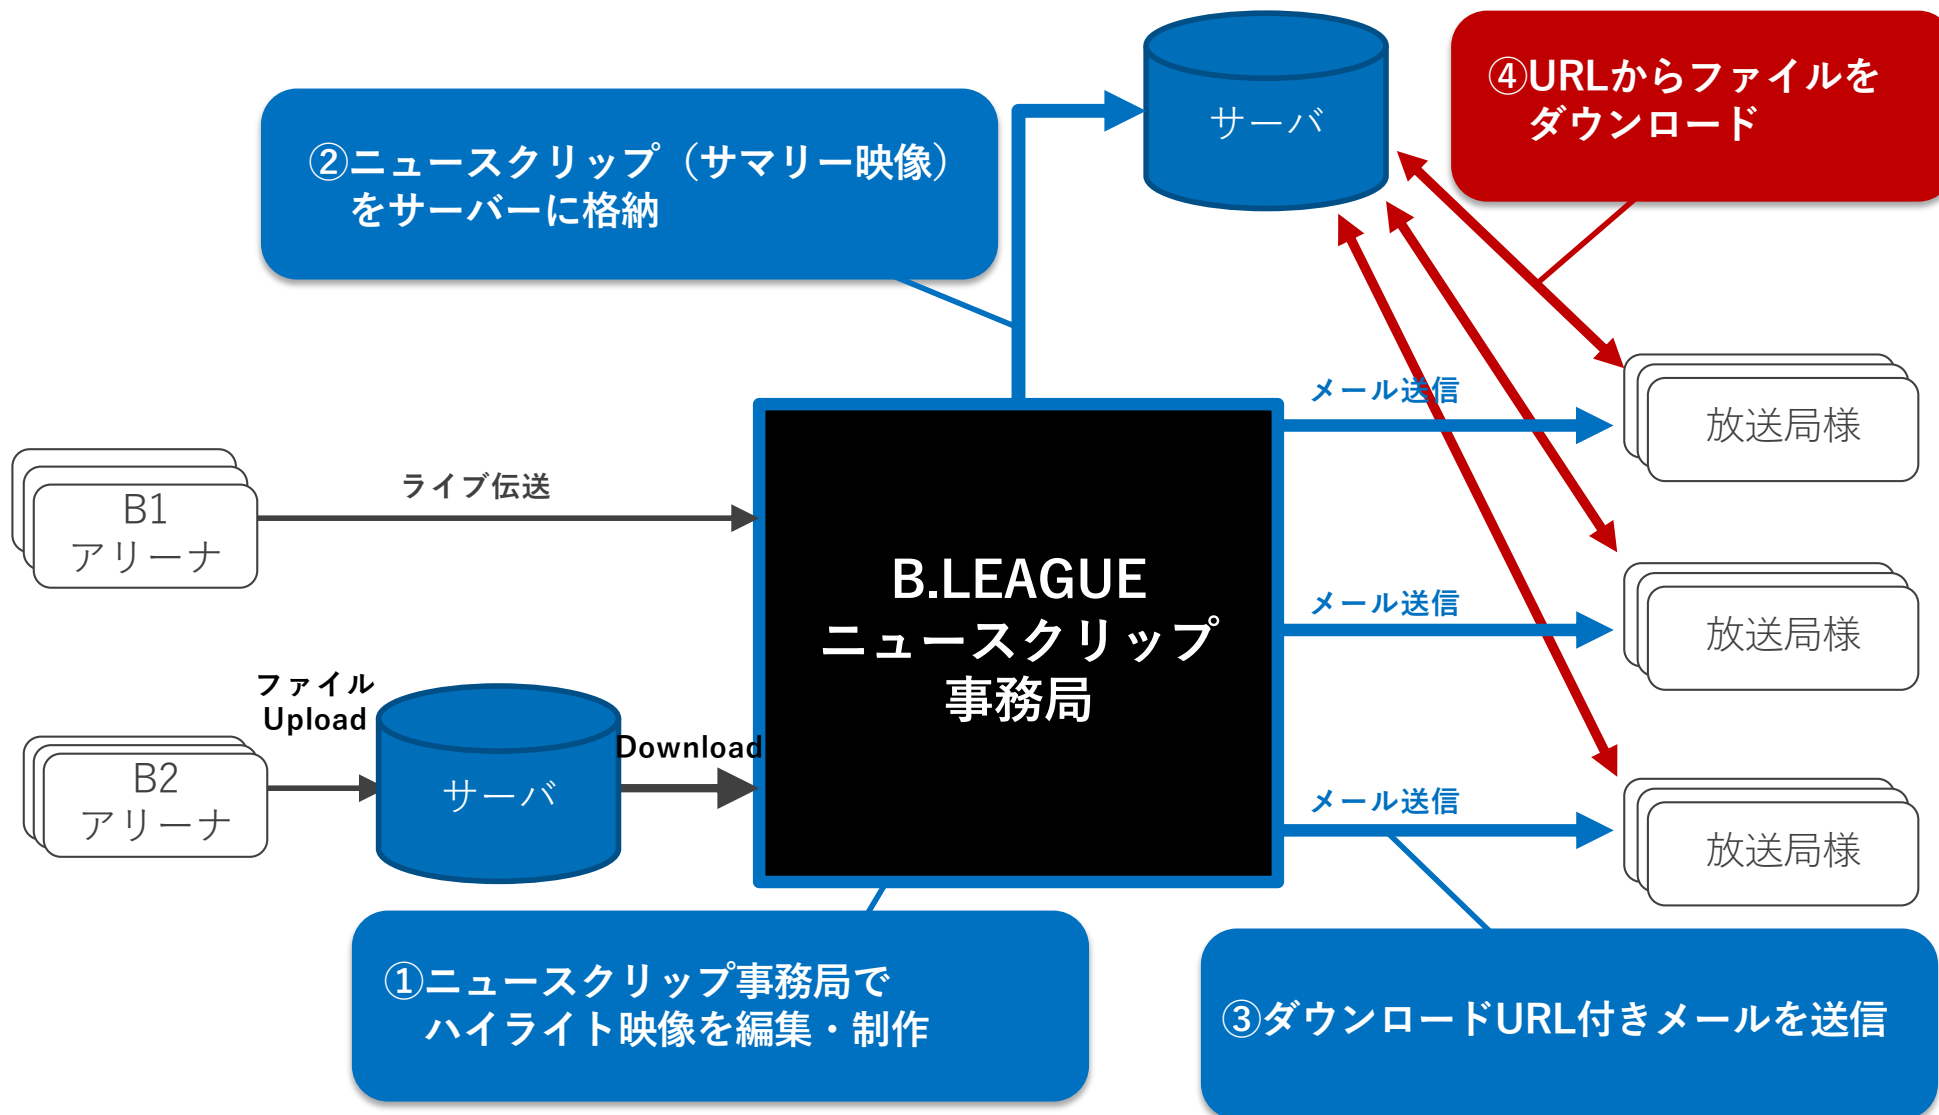 サーバ
④URLからファイルを
ダウンロード
②ニュースクリップ（サマリー映像）
をサーバーに格納
メール送信
放送局様
ライブ伝送
B1
アリーナ
B.LEAGUE
ニュースクリップ
事務局
メール送信
放送局様
ファイル
Upload
Download
B2
アリーナ
サーバ
メール送信
放送局様
①ニュースクリップ事務局で
ハイライト映像を編集・制作
③ダウンロードURL付きメールを送信